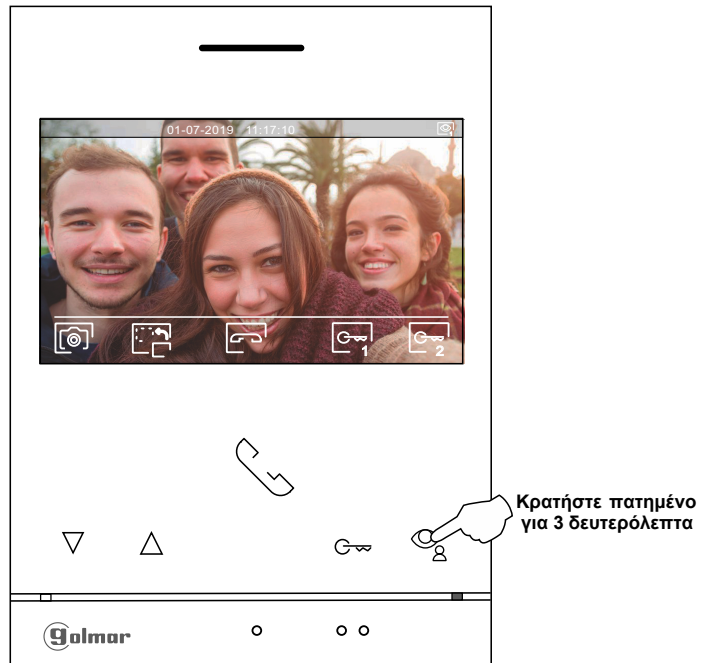 01-07-2019 11:17:10
1
2
Κρατήστε πατημένο
για 3 δευτερόλεπτα
golmar